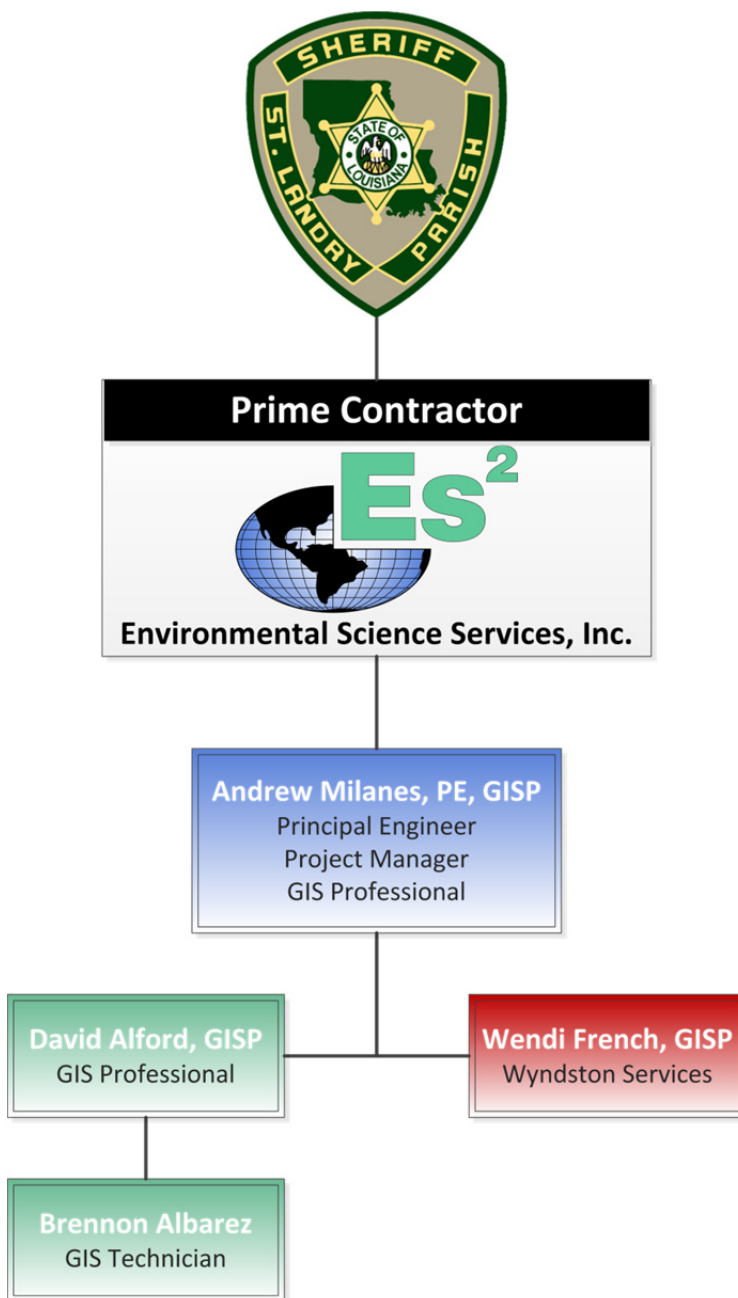 SHERIFF
ST. LANDRY
PARISH
STATE OF
LOUISIANA
Prime Contractor
Es²
Environmental Science Services, Inc.
Andrew Milanes, PE, GISP
Principal Engineer
Project Manager
GIS Professional
David Alford, GISP
GIS Professional
Wendi French, GISP
Wyndston Services
Brennon Albarez
GIS Technician